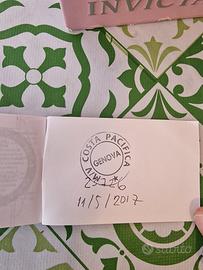 INVICTA
M/V COSTA PACIFICA
GENOVA
11/5/2017
subito